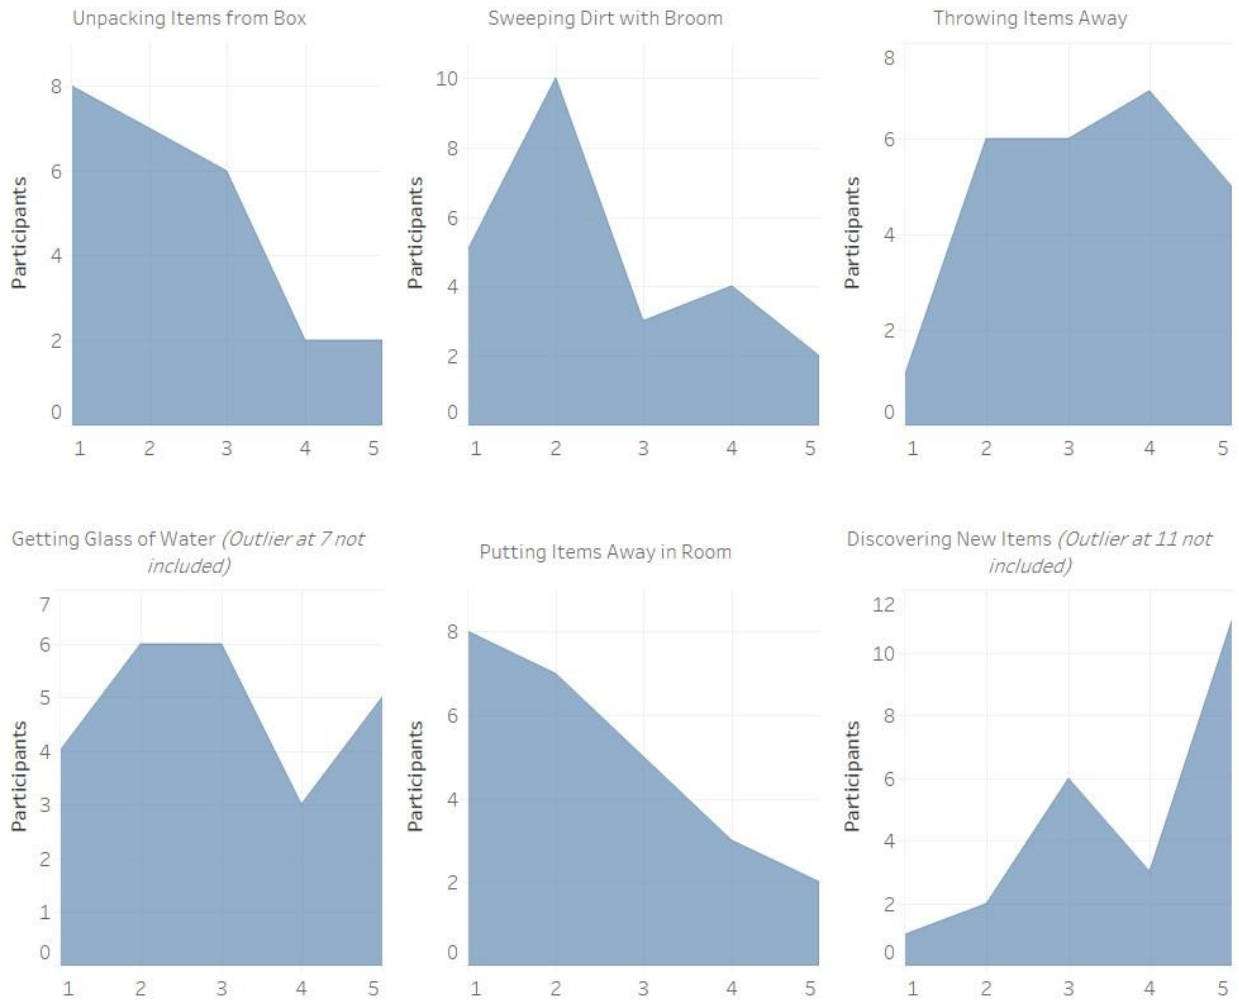 Unpacking Items from Box
Participants
8
6
4
2
0
1 2 3 4 5
Sweeping Dirt with Broom
Participants
10
8
6
4
2
0
1 2 3 4 5
Throwing Items Away
Participants
8
6
4
2
0
1 2 3 4 5
Getting Glass of Water (Outlier at 7 not
included)
Participants
7
6
5
4
3
2
1
0
1 2 3 4 5
Putting Items Away in Room
Participants
8
6
4
2
0
1 2 3 4 5
Discovering New Items (Outlier at 11 not
included)
Participants
12
10
8
6
4
2
0
1 2 3 4 5